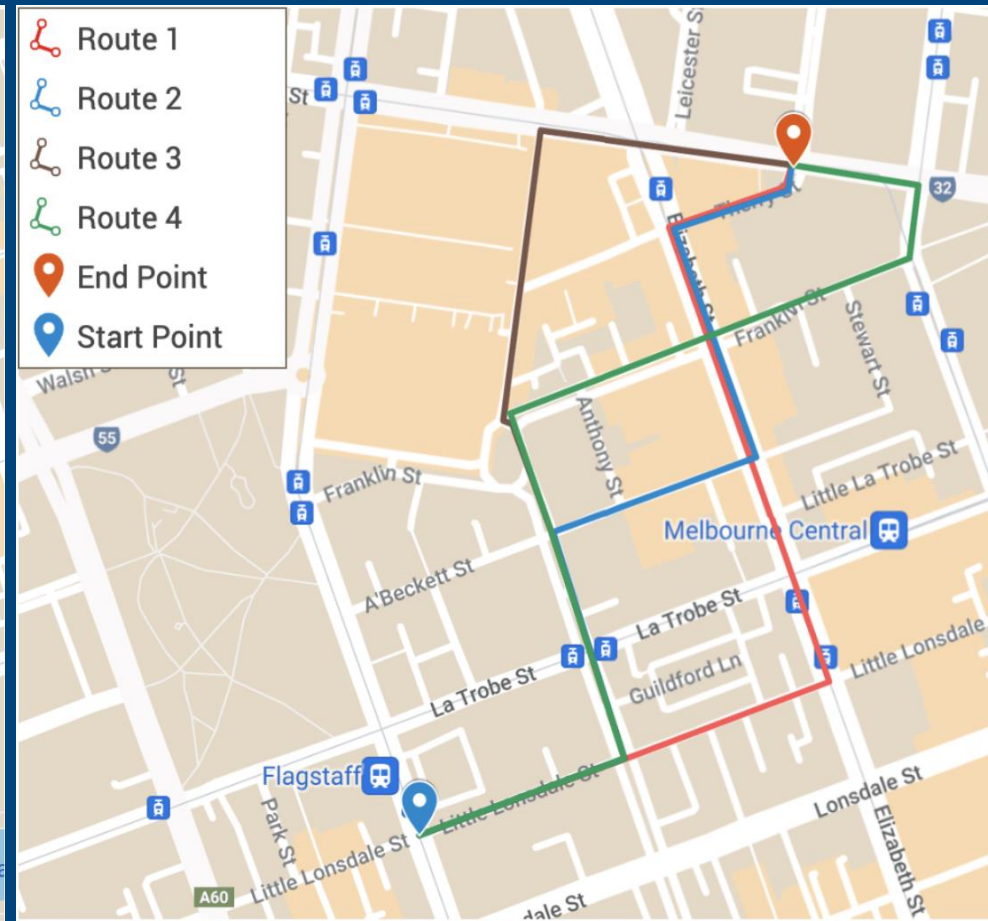 Route 1
Route 2
Route 3
Route 4
End Point
Start Point
St
Leicester St
32
Therry St
Elizabeth St
Franklin St
Stewart St
Walsh
St
55
Anthony St
Franklin St
Little La Trobe St
Melbourne Central
A'Beckett St
La Trobe St
La Trobe St
Guildford Ln
Little Lonsdale
Flagstaff
Park St
Little Lonsdale St
Little Lonsdale St
Lonsdale St
Elizabeth St
A60
dale St